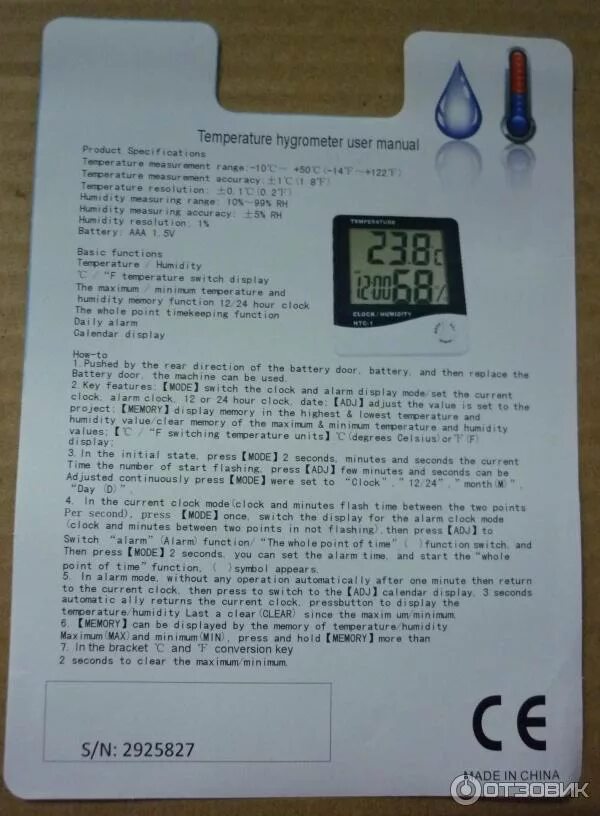 Temperature hygrometer user manual
Product Specifications
Temperature measurement range:-10℃~ +50℃(-14℉~+122℉)
Temperature measurement accuracy:±1℃(1 8℉)
Temperature resolution: ±0.1℃(0.2℉)
Humidity measuring range: 10%~99% RH
Humidity measuring accuracy: ±5% RH
Humidity resolution: 1%
Battery: AAA 1.5V
Basic functions
Temperature / Humidity
℃ /“F temperature switch display
The maximum / minimum temperature and
humidity memory function 12/24 hour clock
The whole point timekeeping function
Daily alarm
Calendar display
TEMPERATURE
23.8℃
12:00 68%
CLOCK/HUMIDITY
HTC-1
How-to
1.Pushed by the rear direction of the battery door, battery, and then replace the
Battery door, the machine can be used.
2.Key features:【MODE】switch the clock and alarm display mode/set the current
clock, alarm clock, 12 or 24 hour clock, date;【ADJ】adjust the value is set to the
project;【MEMORY】display memory in the highest & lowest temperature and
humidity value/clear memory of the maximum & minimum temperature and humidity
values;【℃ /“F switching temperature units】℃(degrees Celsius)or℉(F)
display;
3. In the initial state, press【MODE】2 seconds, minutes and seconds the current
Time the number of start flashing, press【ADJ】few minutes and seconds can be
Adjusted continuously press【MODE】were set to “Clock”,“12/24”,“month(M)”,
“Day (D)”,
4. In the current clock mode(clock and minutes flash time between the two points
Per second), press 【MODE】once, switch the display for the alarm clock mode
(clock and minutes between two points in not flashing),then press【ADJ】to
Switch “alarm”(Alarm) function/“The whole point of time”( )function switch, and
Then press【MODE】2 seconds, you can set the alarm time, and start the “whole
point of time”function, ( )symbol appears.
5. In alarm mode, without any operation automatically after one minute then return
to the current clock, then press to switch to the【ADJ】calendar display, 3 seconds
automatic ally returns the current clock, pressbutton to display the
temperature/humidity Last a clear(CLEAR) since the maxim um/minimum.
6. 【MEMORY】can be displayed by the memory of temperature/humidity
Maximum(MAX)and minimum(MIN), press and hold【MEMORY】more than
7. In the bracket ℃ and ℉ conversion key
2 seconds to clear the maximum/minimum.
S/N: 2925827
CE
MADE IN CHINA
ОТЗОВИК